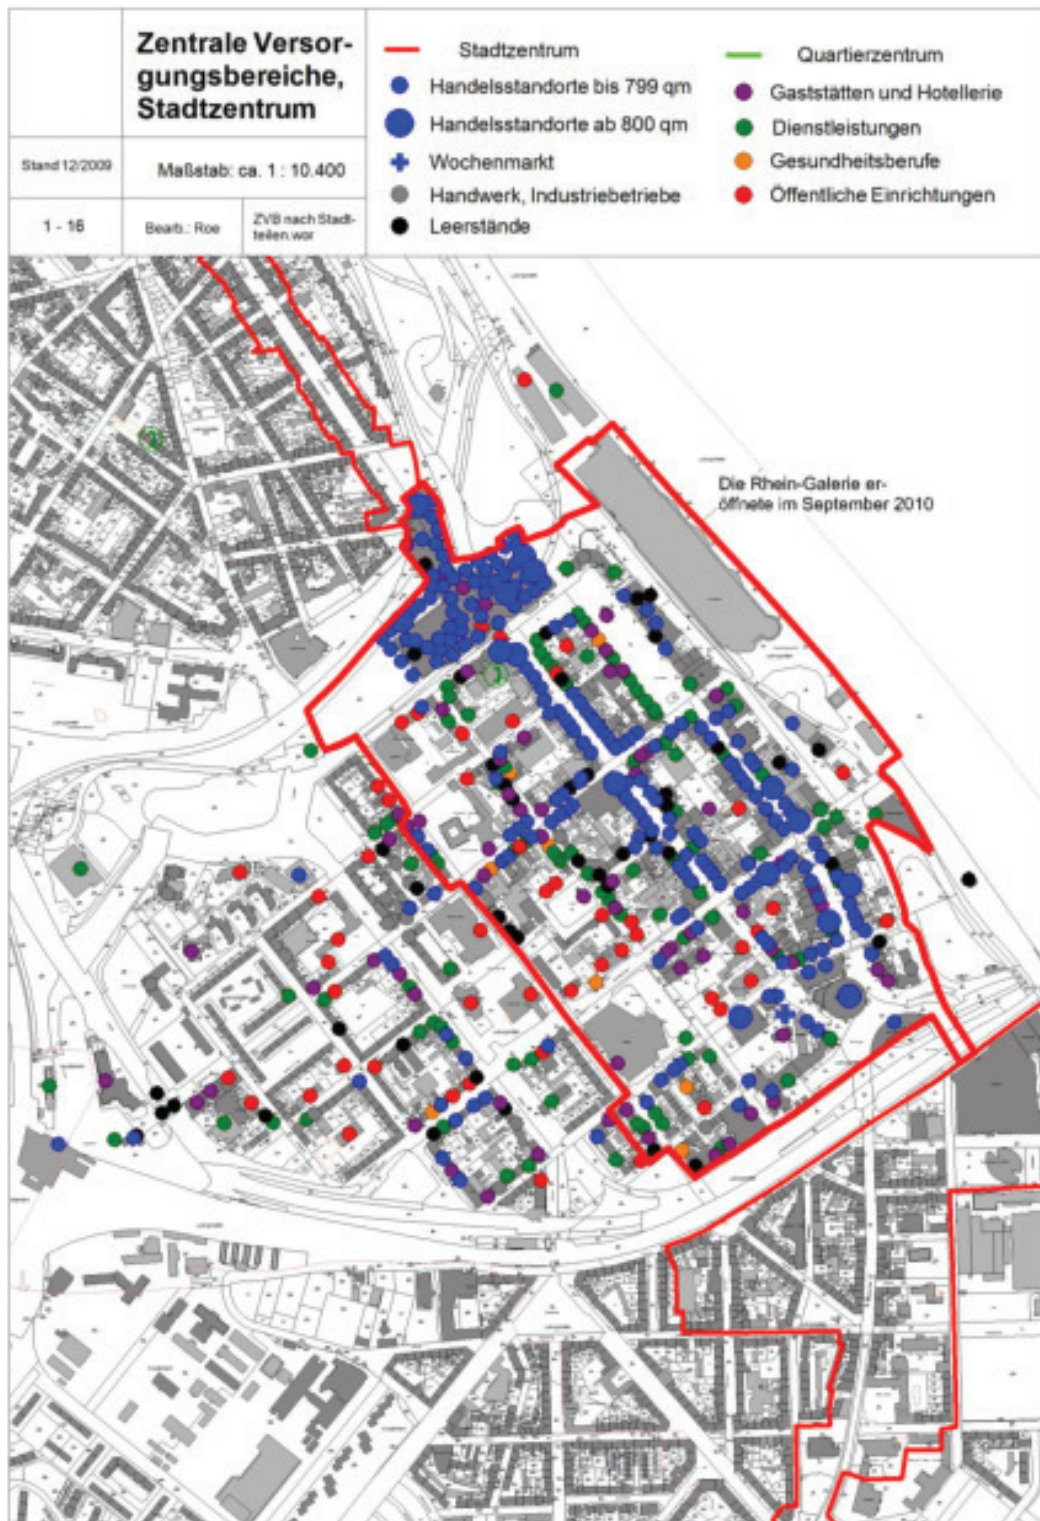 Zentrale Versor-
gungsbereiche,
Stadtzentrum
Stand 12/2009
Maßstab: ca. 1 : 10.400
1 - 16
Bearb.: Roe
ZVB nach Stadt-
teilen.wor
Stadtzentrum
Handelsstandorte bis 799 qm
Handelsstandorte ab 800 qm
Wochenmarkt
Handwerk, Industriebetriebe
Leerstände
Quartierzentrum
Gaststätten und Hotellerie
Dienstleistungen
Gesundheitsberufe
Öffentliche Einrichtungen
Die Rhein-Galerie er-
öffnete im September 2010